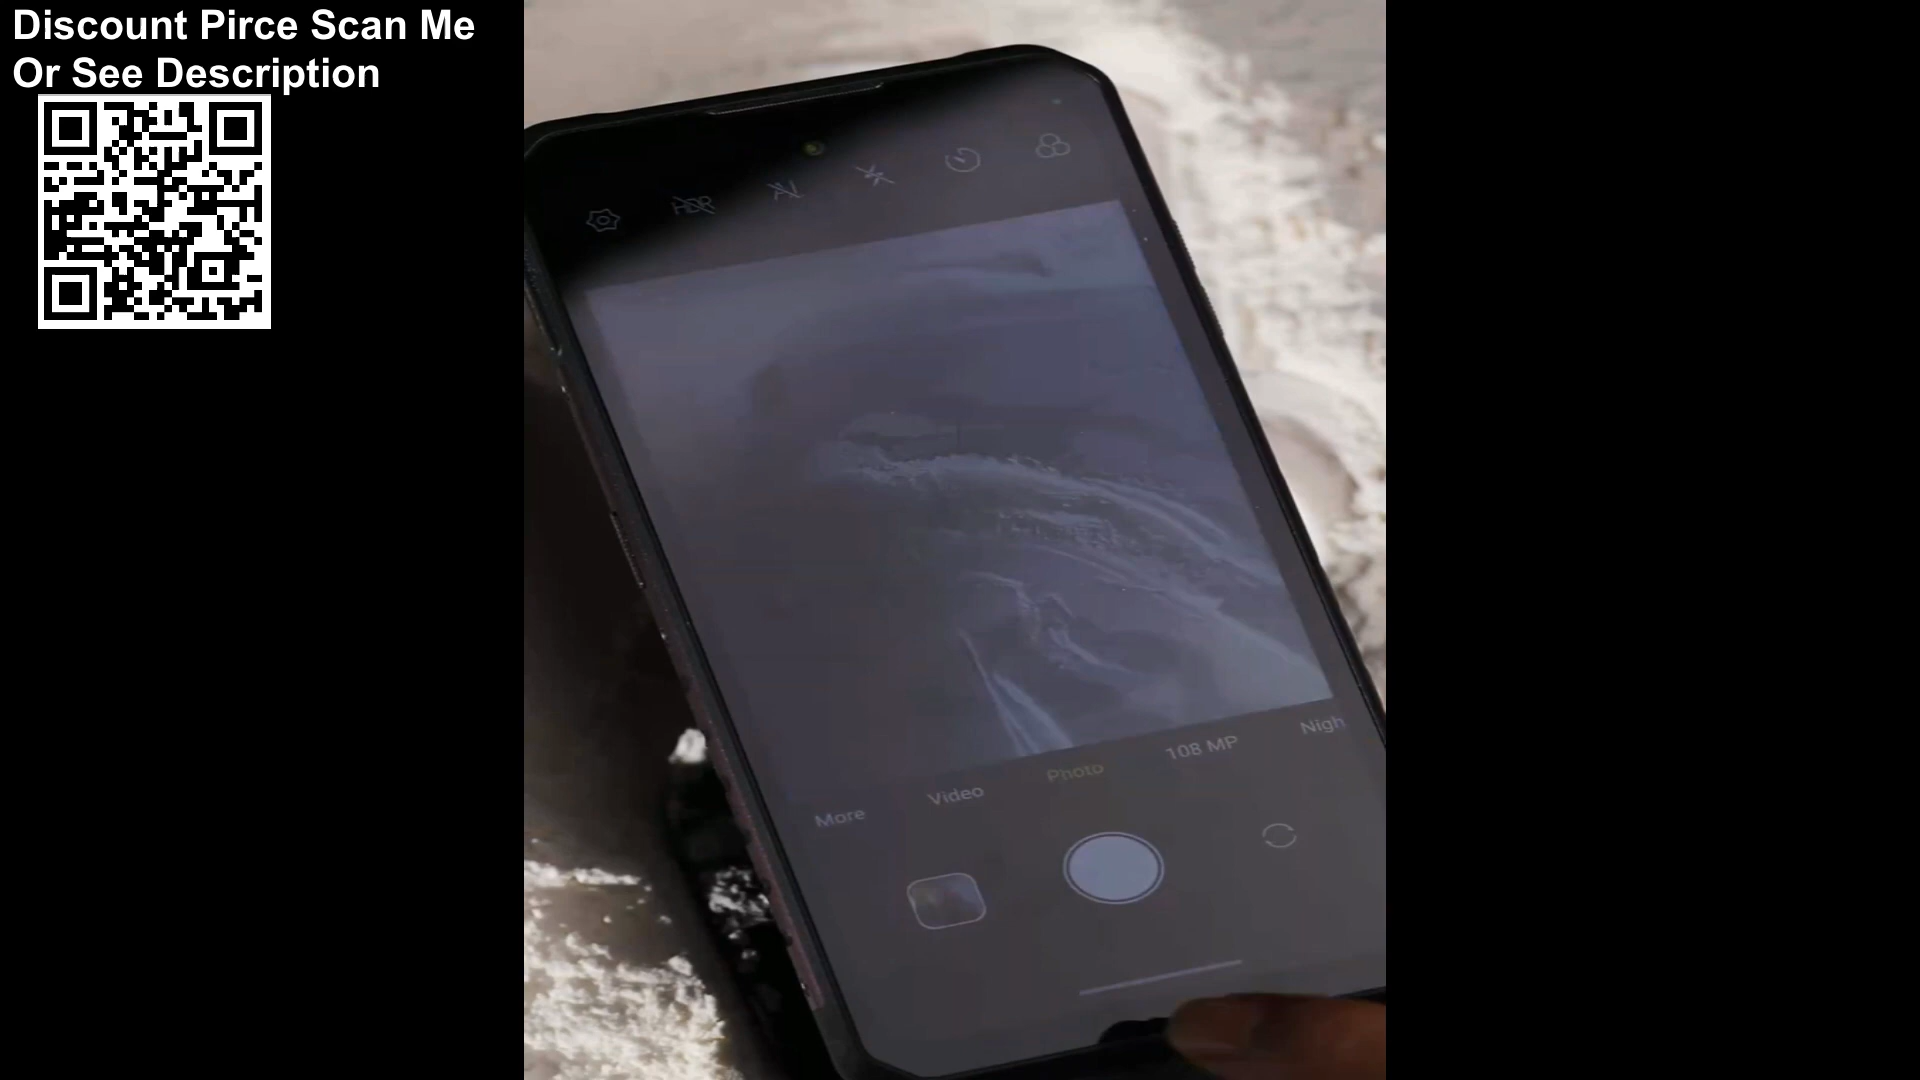 Discount Pirce Scan Me
Or See Description
HDR
More
Video
Photo
108 MP
Nigh